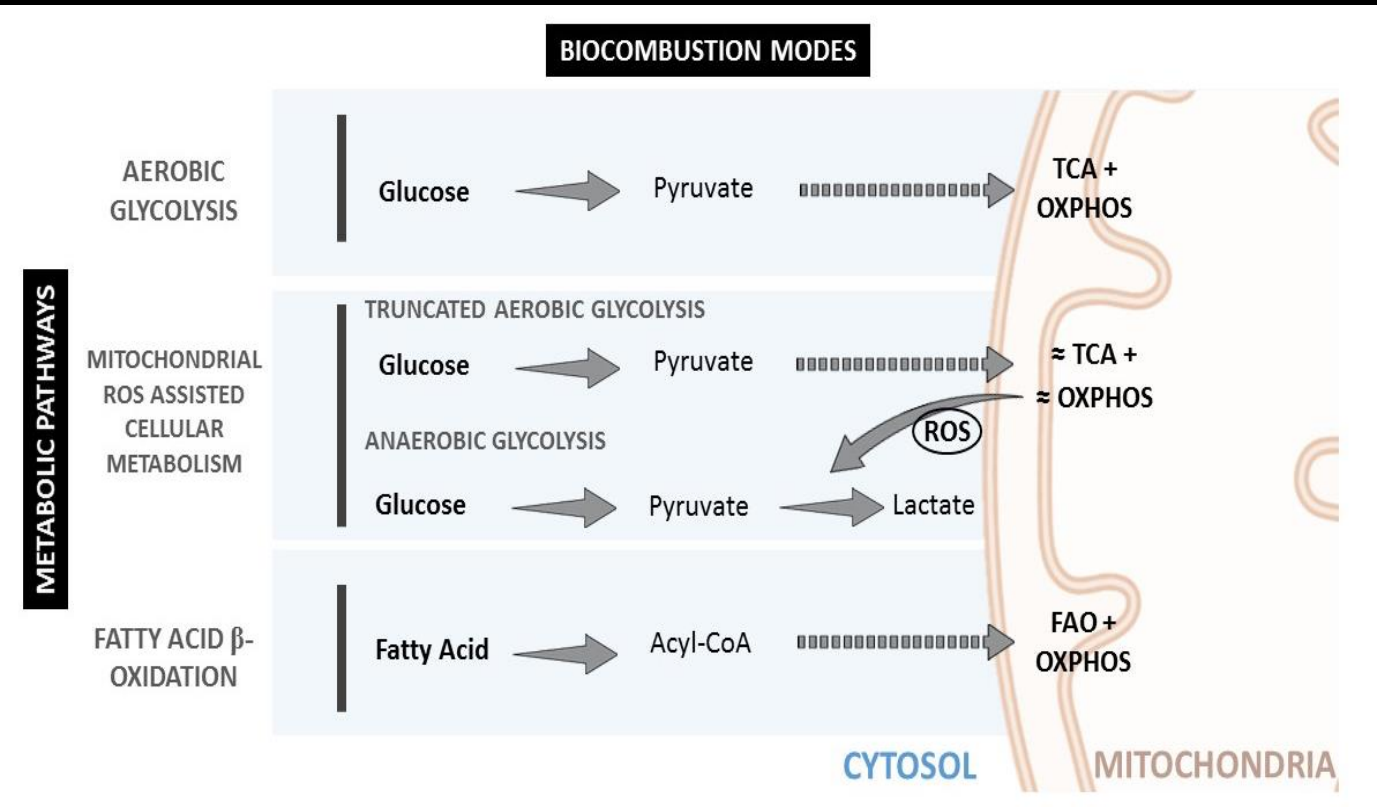 BIOCOMBUSTION MODES
METABOLIC PATHWAYS
AEROBIC
GLYCOLYSIS
Glucose
Pyruvate
TCA +
OXPHOS
MITOCHONDRIAL
ROS ASSISTED
CELLULAR
METABOLISM
TRUNCATED AEROBIC GLYCOLYSIS
Glucose
Pyruvate
≈ TCA +
≈ OXPHOS
ROS
ANAEROBIC GLYCOLYSIS
Glucose
Pyruvate
Lactate
FATTY ACID β-
OXIDATION
Fatty Acid
Acyl-CoA
FAO +
OXPHOS
CYTOSOL
MITOCHONDRIA